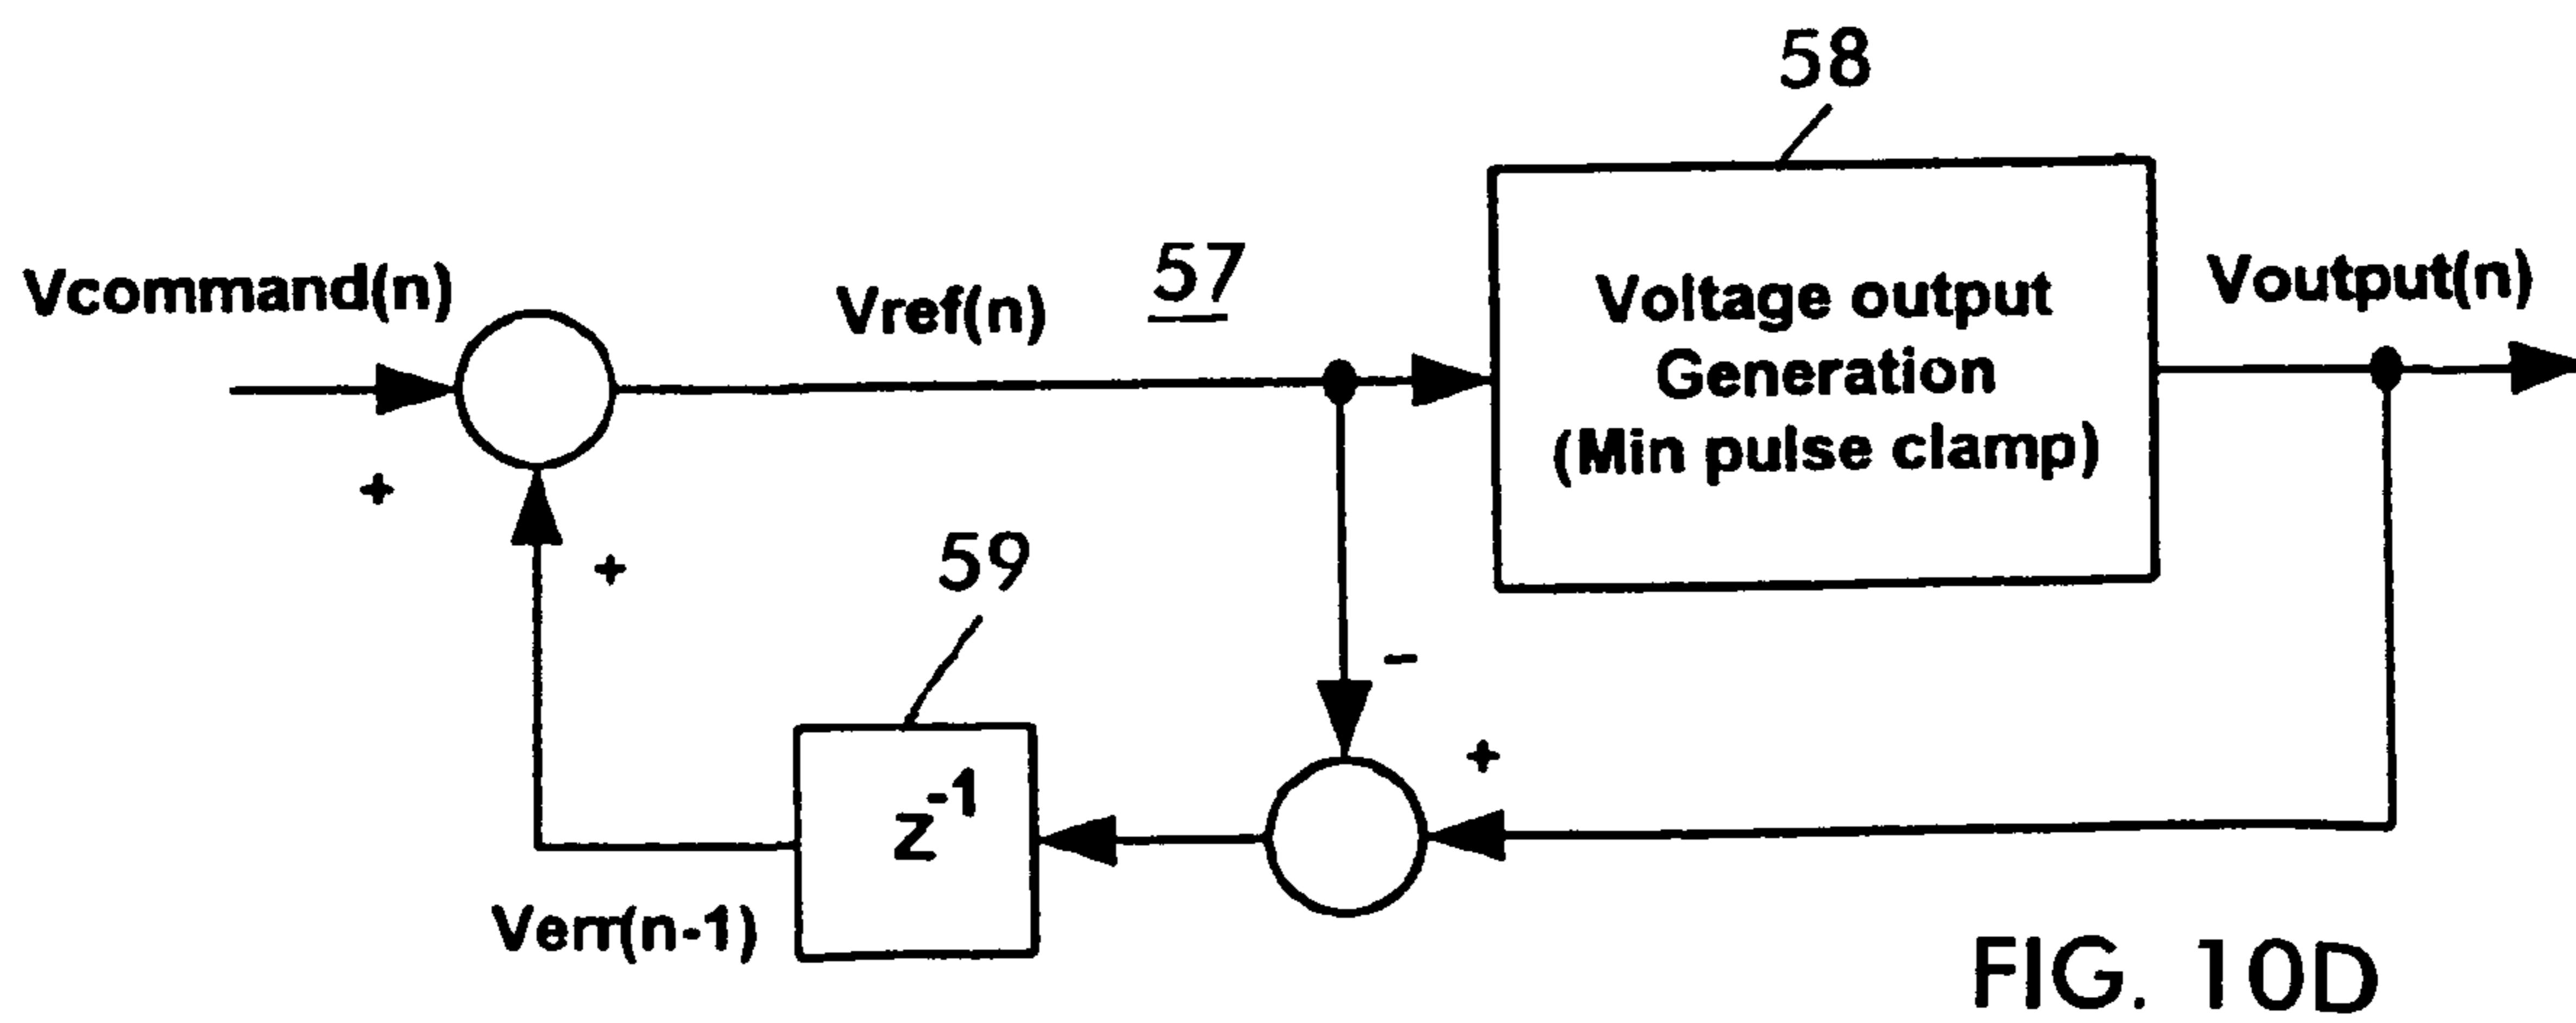 58
Vcommand(n)
Vref(n)
57
Voltage output
Generation
(Min pulse clamp)
Voutput(n)
+
+
59
-
+
z-1
Verr(n-1)
FIG. 10D